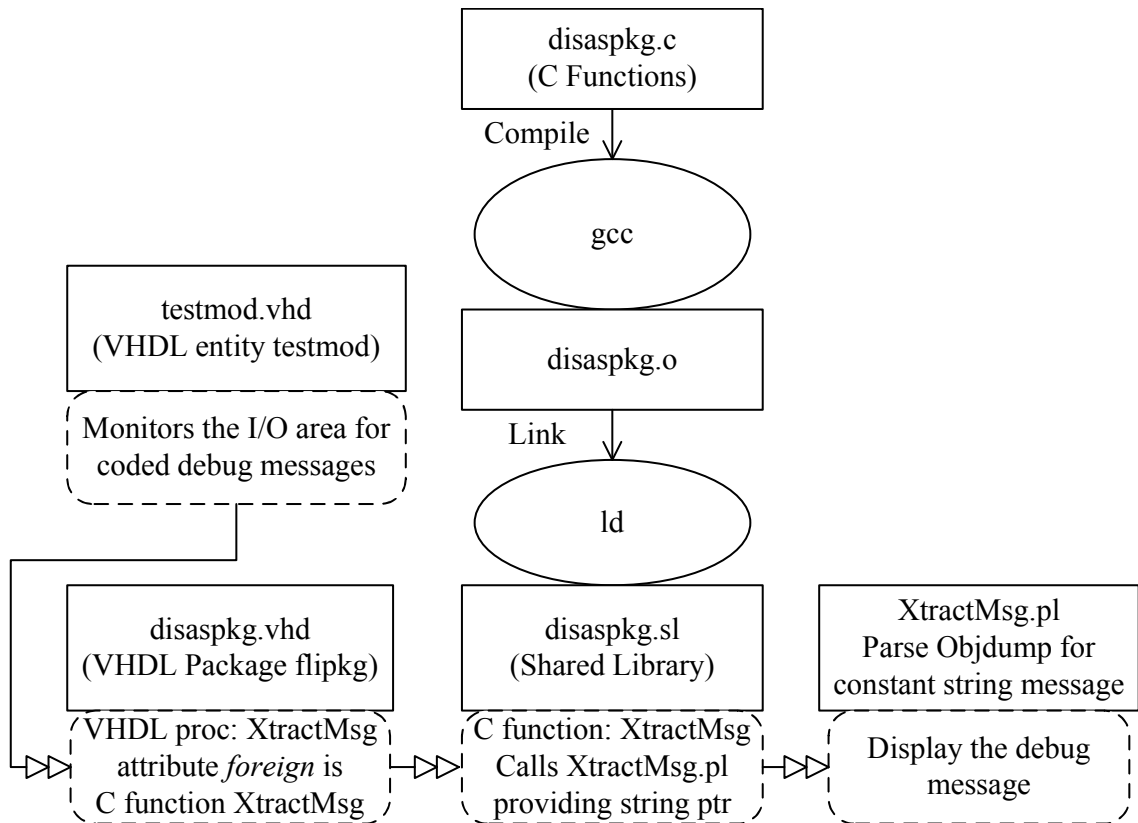 disaspkg.c
(C Functions)
Compile
gcc
testmod.vhd
(VHDL entity testmod)
Monitors the I/O area for
coded debug messages
disaspkg.o
Link
ld
disaspkg.vhd
(VHDL Package flipkg)
VHDL proc: XtractMsg
attribute foreign is
C function XtractMsg
disaspkg.sl
(Shared Library)
C function: XtractMsg
Calls XtractMsg.pl
providing string ptr
XtractMsg.pl
Parse Objdump for
constant string message
Display the debug
message